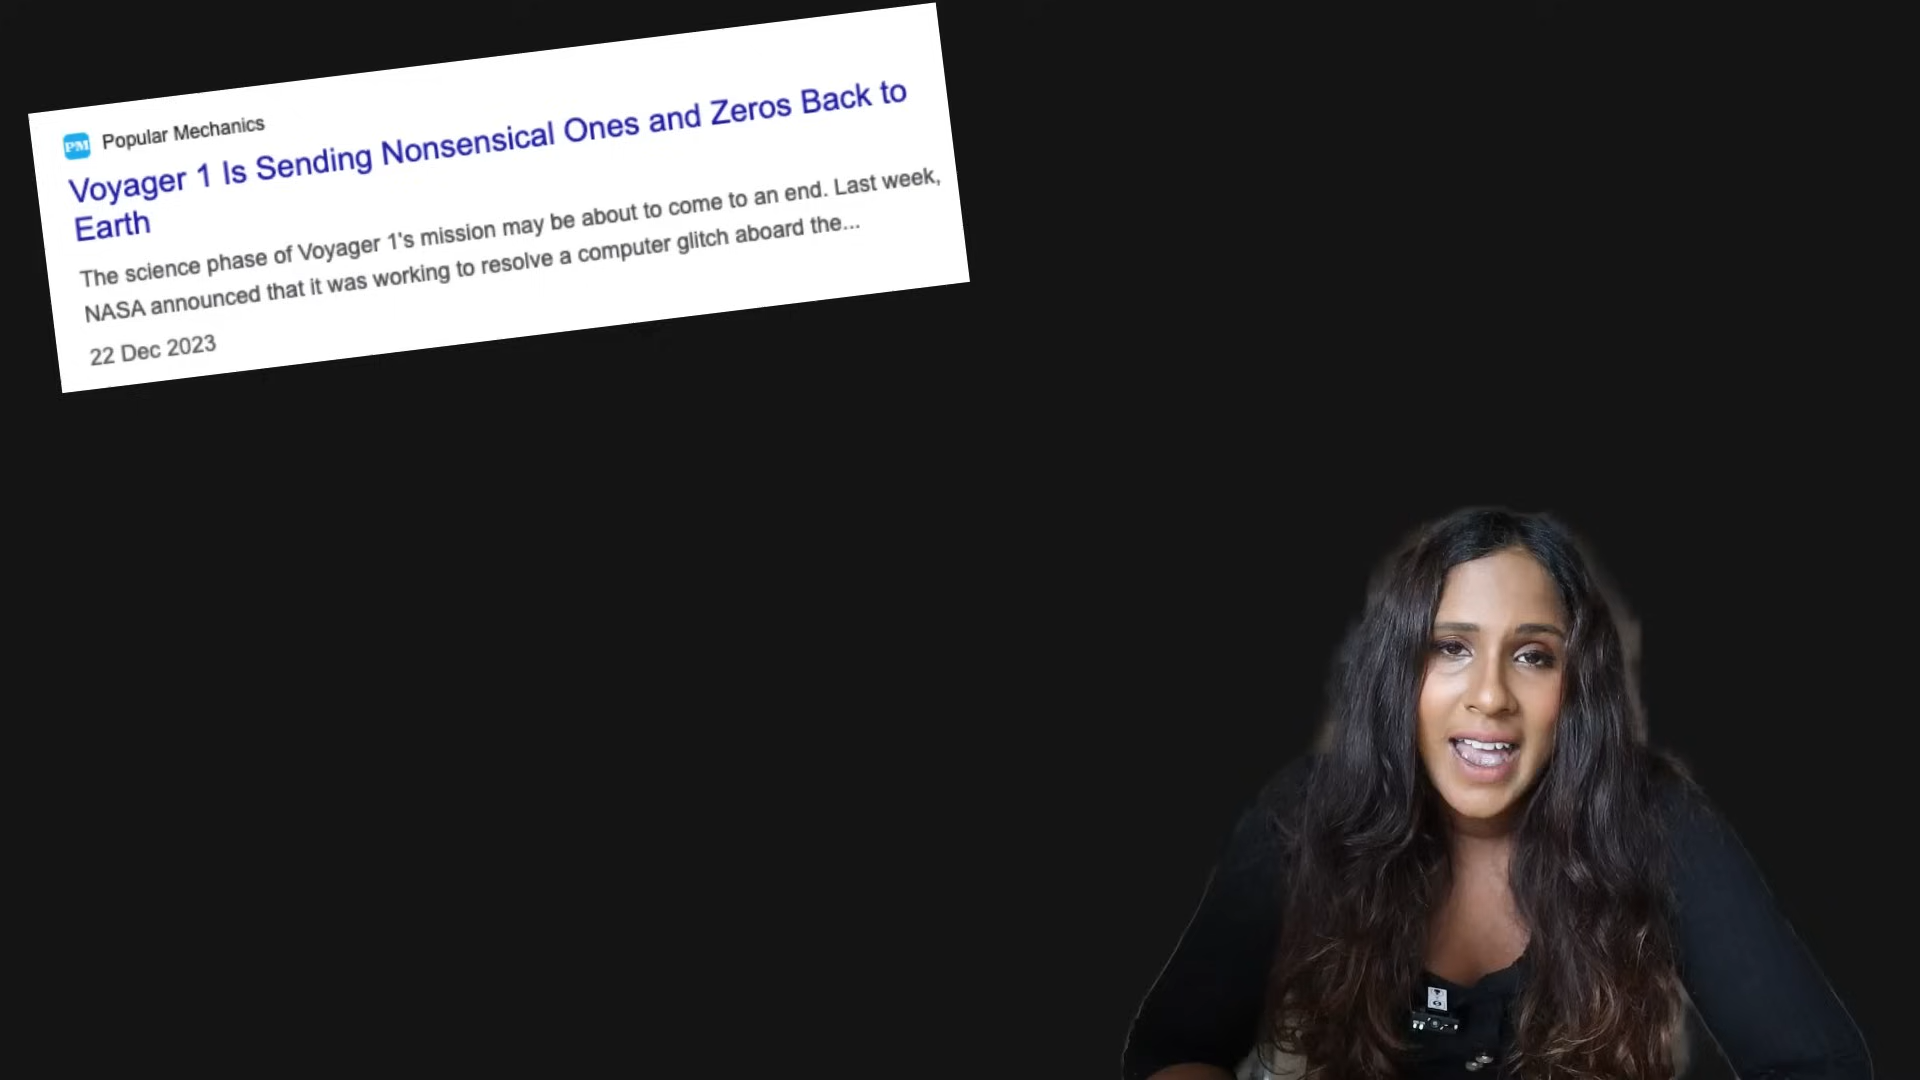 PM Popular Mechanics
Voyager 1 Is Sending Nonsensical Ones and Zeros Back to
Earth
The science phase of Voyager 1's mission may be about to come to an end. Last week,
NASA announced that it was working to resolve a computer glitch aboard the...
22 Dec 2023